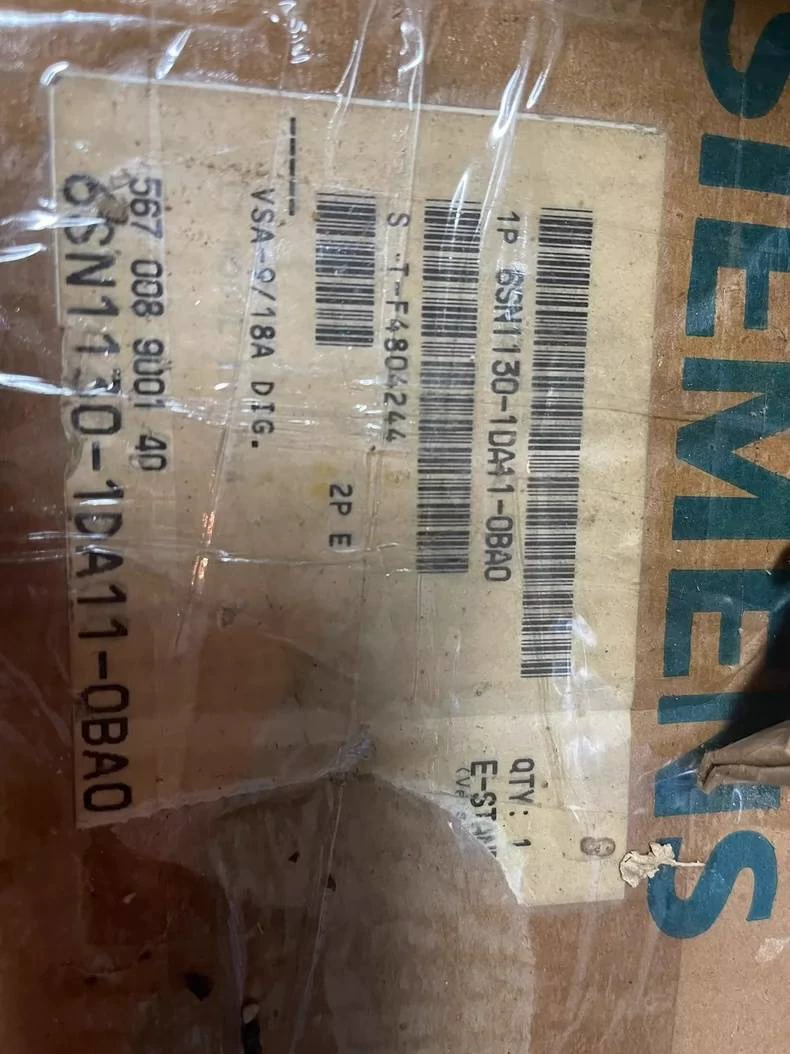 SIEMENS
1P 6SN1130-1DA11-0BA0
QTY: 1
S T-F4804244
2P E
-----
VSA-9/18A DIG.
567 008 9001 40
6SN1130-1DA11-0BA0